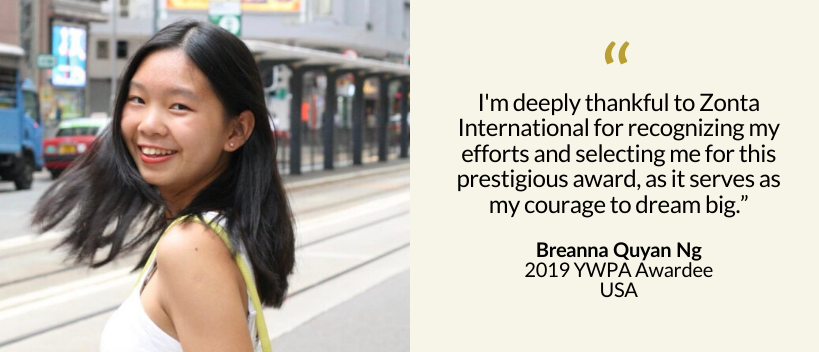 “
I'm deeply thankful to Zonta
International for recognizing my
efforts and selecting me for this
prestigious award, as it serves as
my courage to dream big.”
Breanna Quyan Ng
2019 YWPA Awardee
USA